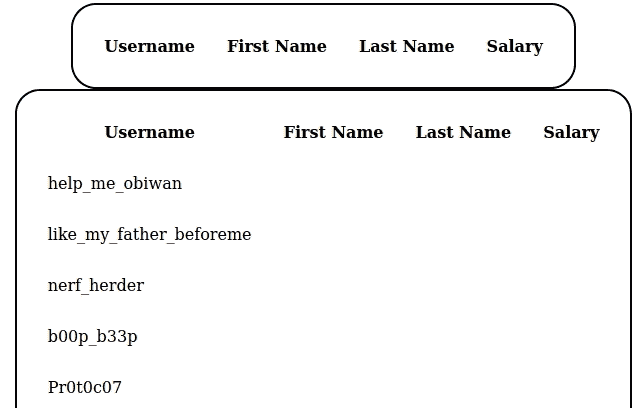 Username First Name Last Name Salary
Username First Name Last Name Salary
help_me_obiwan
like_my_father_beforeme
nerf_herder
b00p_b33p
Pr0t0c07